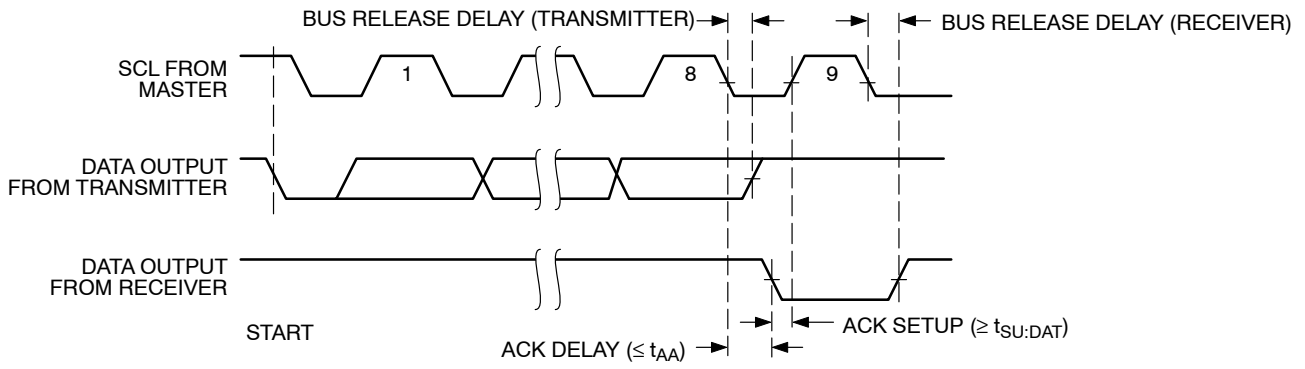 BUS RELEASE DELAY (TRANSMITTER)
BUS RELEASE DELAY (RECEIVER)
SCL FROM
MASTER
1
8
9
DATA OUTPUT
FROM TRANSMITTER
DATA OUTPUT
FROM RECEIVER
START
ACK SETUP (≥ tSU:DAT)
ACK DELAY (≤ tAA)